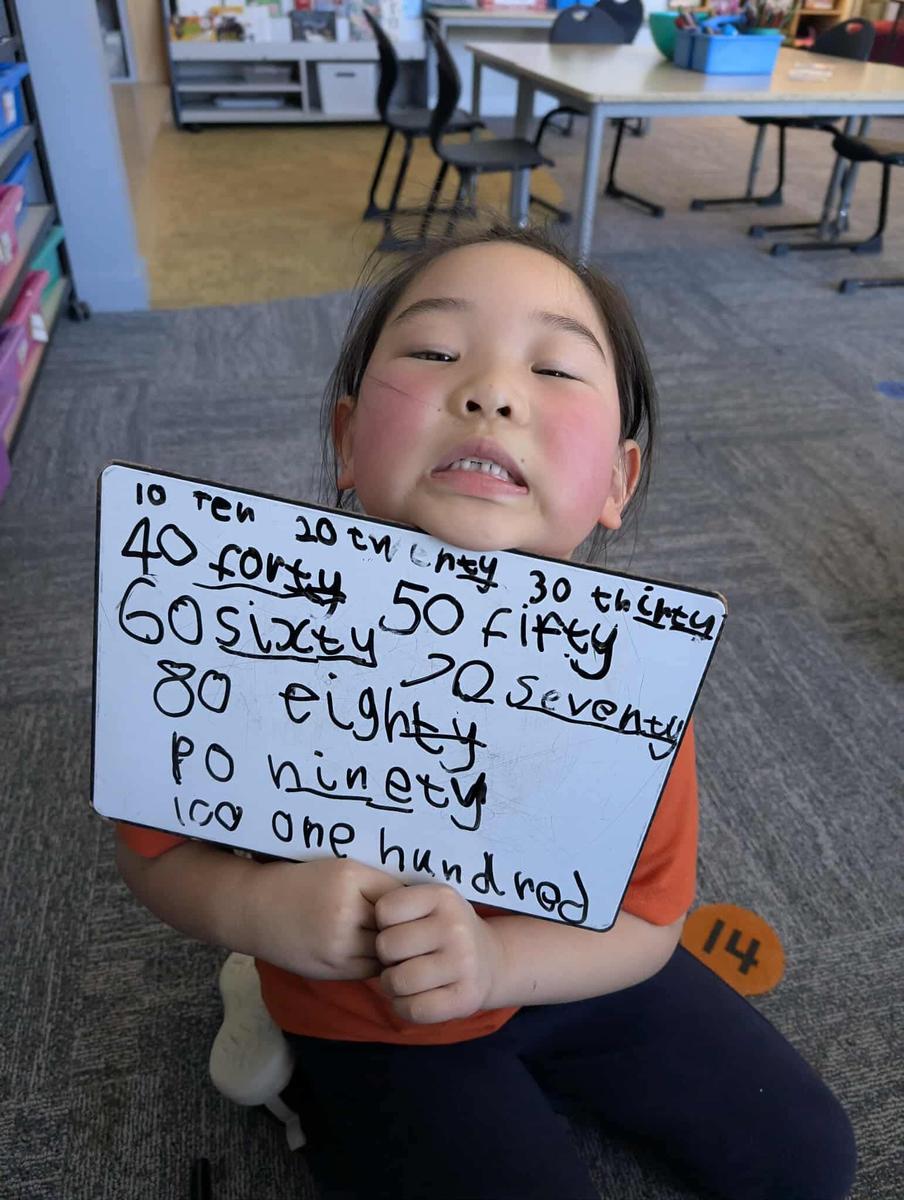 10 ten 20 twenty 30 thirty
40 forty 50 fifty
60 sixty 70 seventy
80 eighty
90 ninety
100 one hundred
14